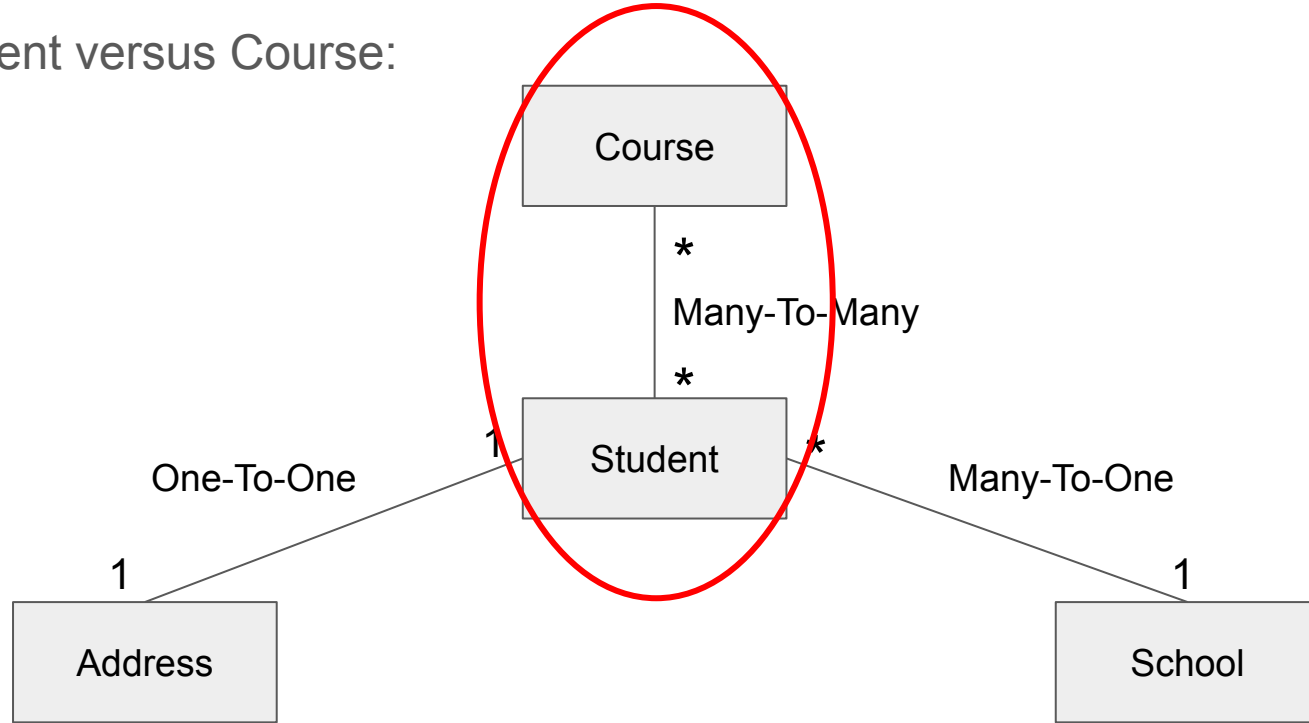 ent versus Course:
Course
*
Many-To-Many
*
1
Student
*
One-To-One
Many-To-One
1
1
Address
School